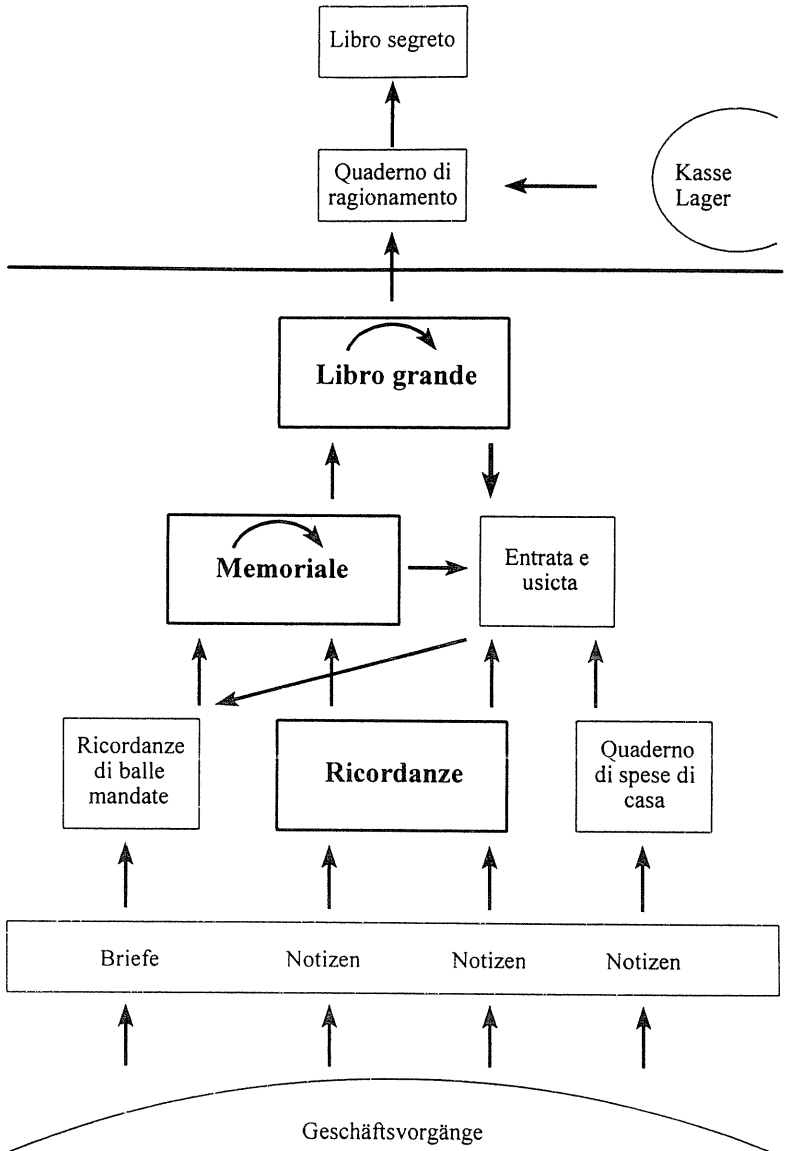 Libro segreto
Quaderno di
ragionamento
Kasse
Lager
Libro grande
Memoriale
Entrata e
usicta
Ricordanze
di balle
mandate
Ricordanze
Quaderno
di spese di
casa
Briefe
Notizen
Notizen
Notizen
Geschäftsvorgänge